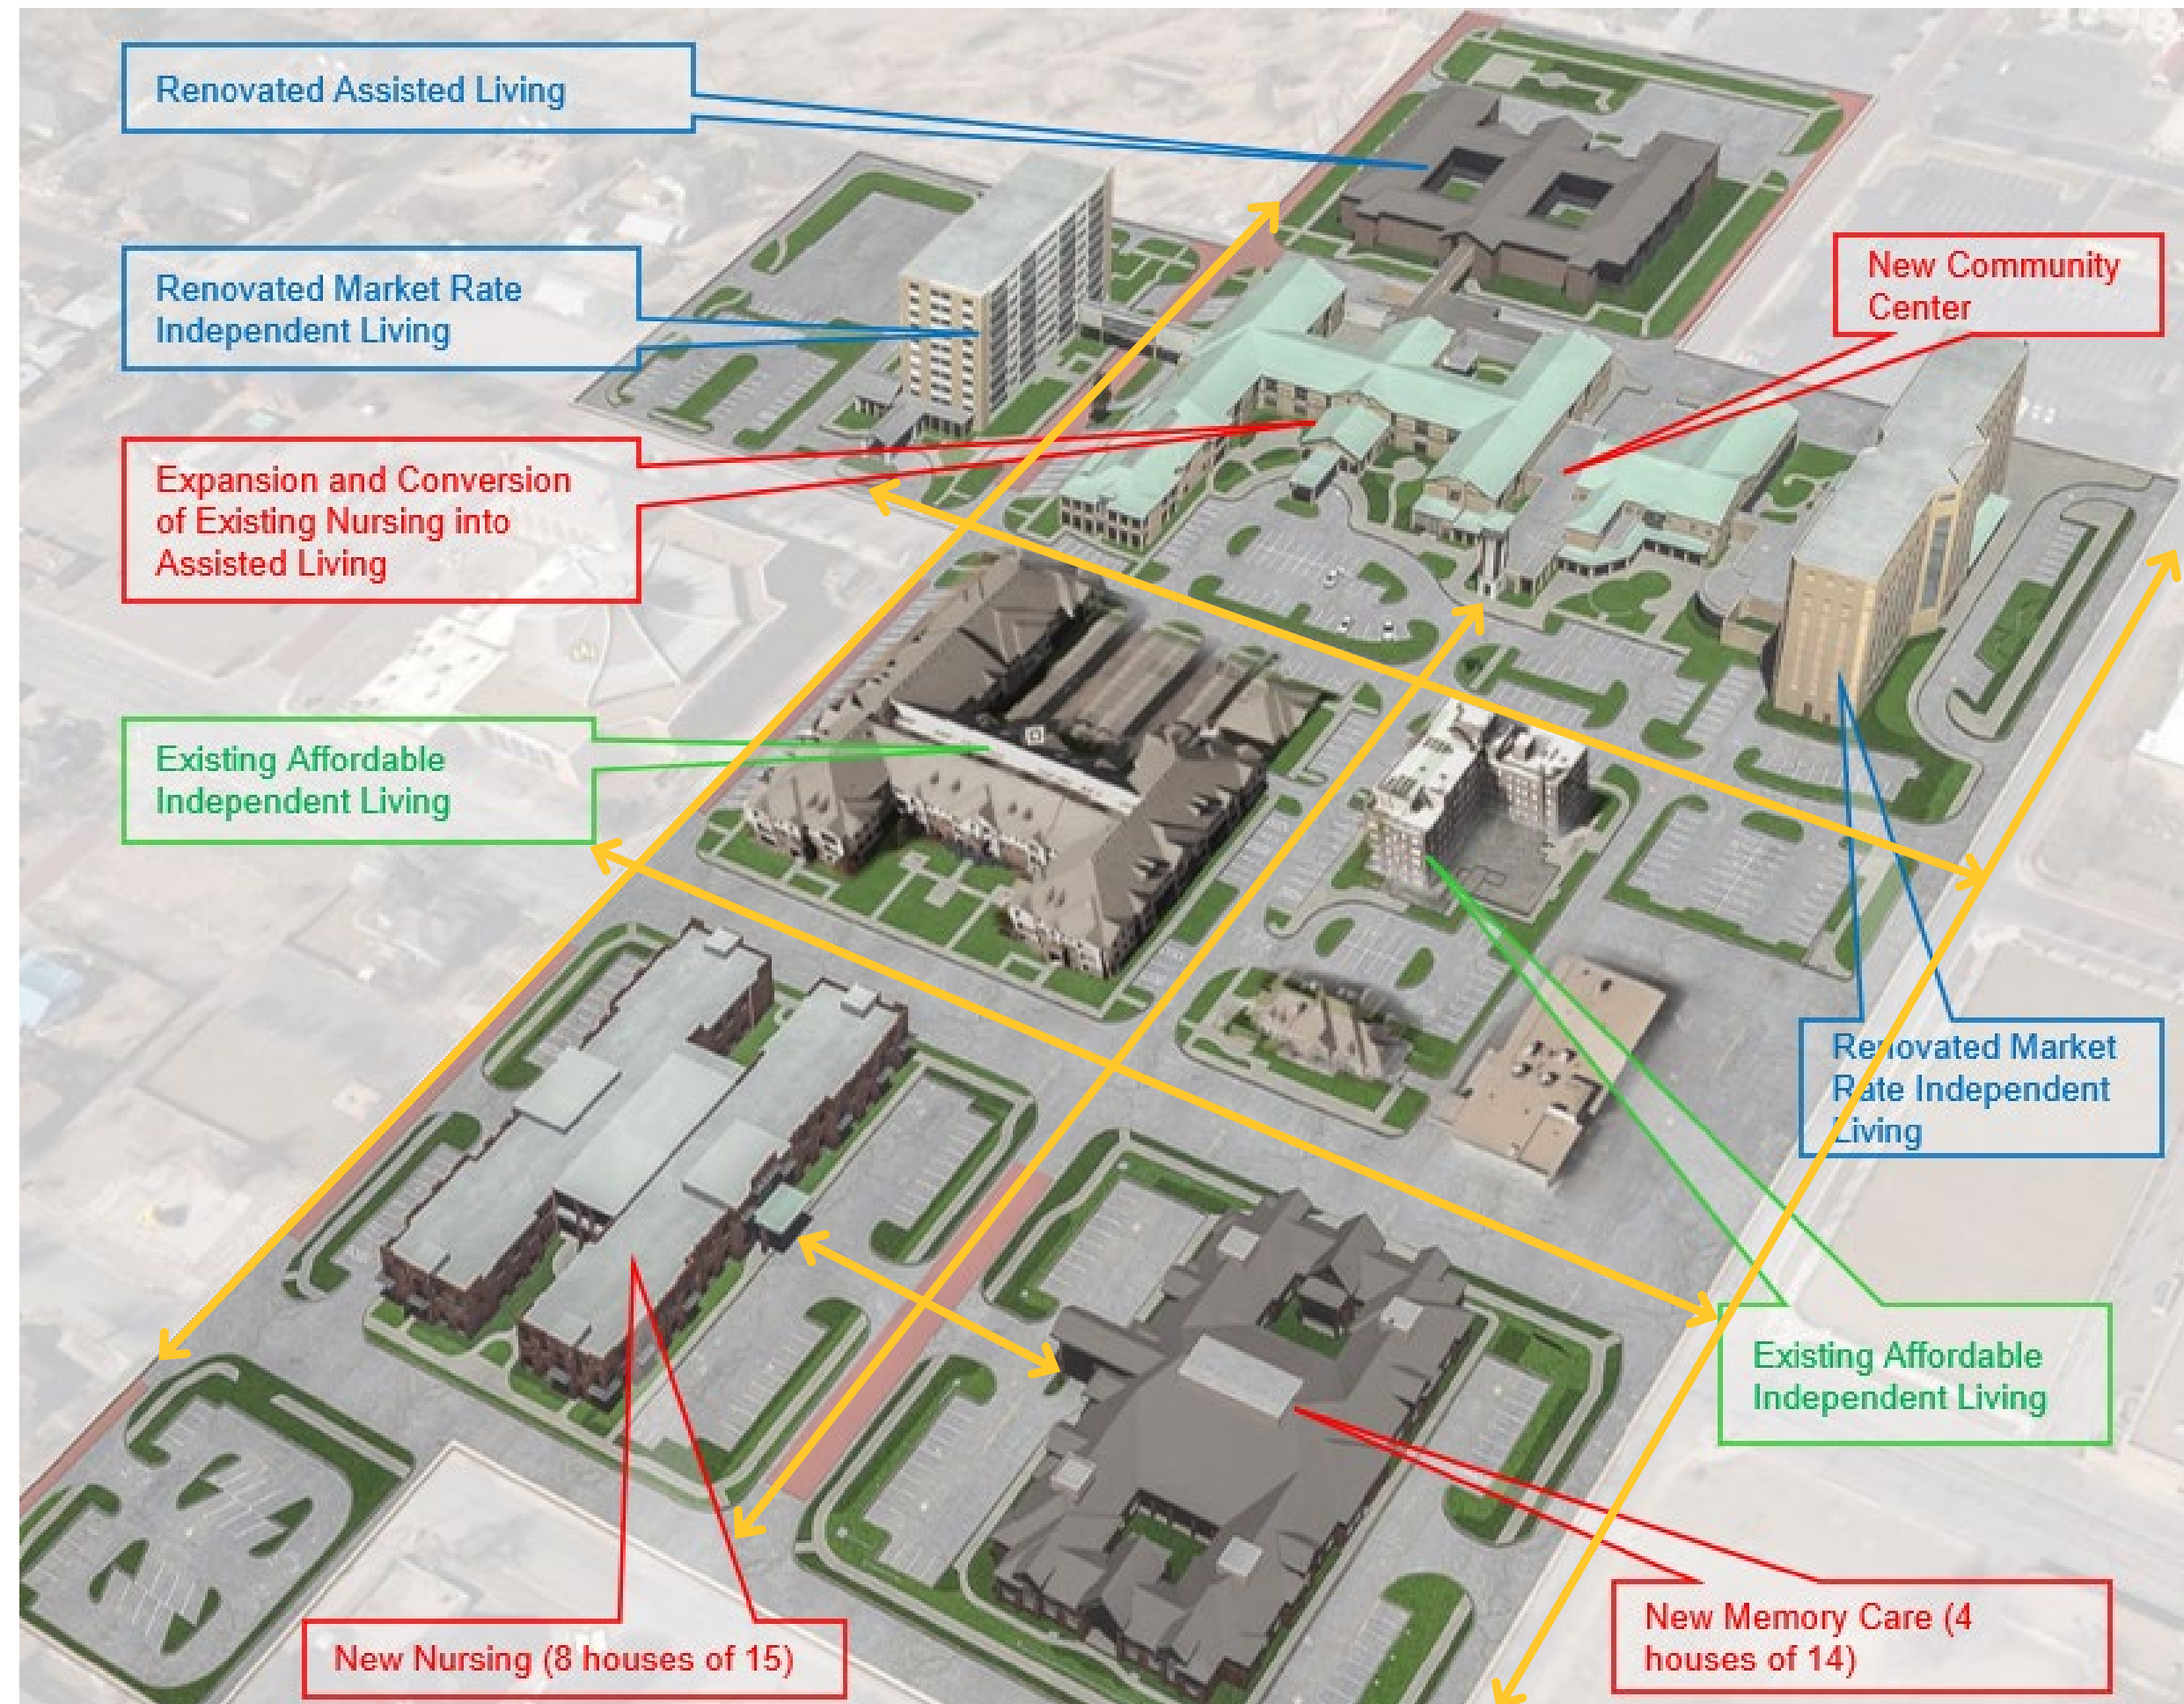 Renovated Assisted Living
Renovated Market Rate
Independent Living
New Community
Center
Expansion and Conversion
of Existing Nursing into
Assisted Living
Existing Affordable
Independent Living
Renovated Market
Rate Independent
Living
Existing Affordable
Independent Living
New Nursing (8 houses of 15)
New Memory Care (4
houses of 14)